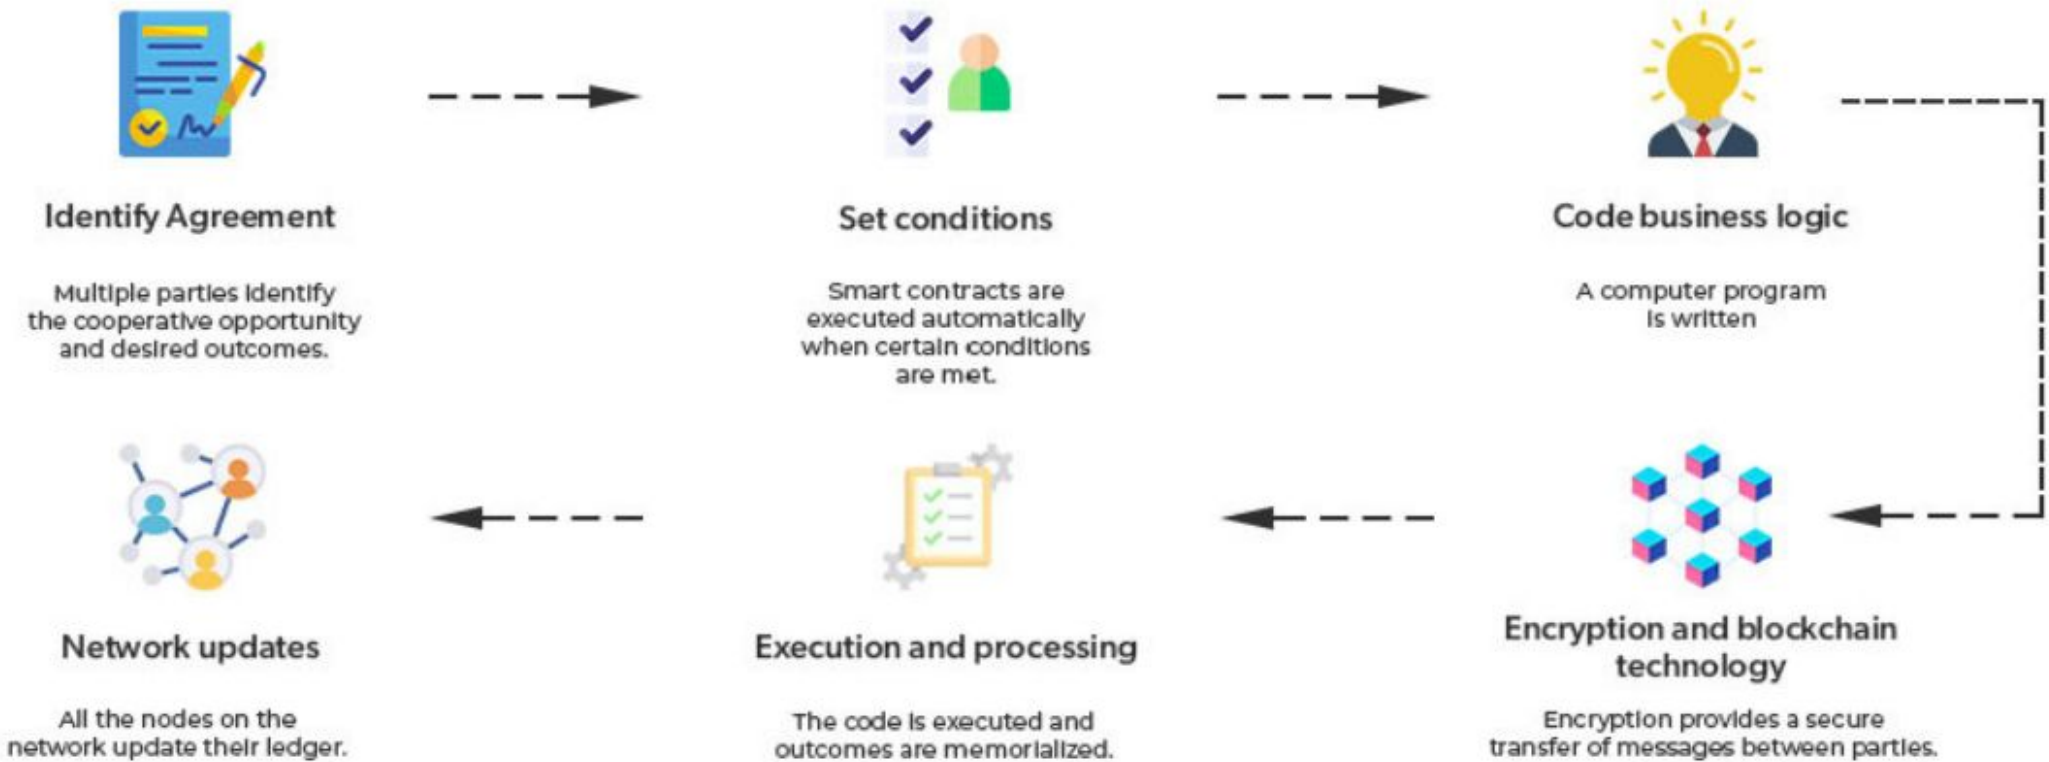 Identify Agreement
Multiple parties identify
the cooperative opportunity
and desired outcomes.
Set conditions
Smart contracts are
executed automatically
when certain conditions
are met.
Code business logic
A computer program
is written
Encryption and blockchain
technology
Encryption provides a secure
transfer of messages between parties.
Execution and processing
The code is executed and
outcomes are memorialized.
Network updates
All the nodes on the
network update their ledger.